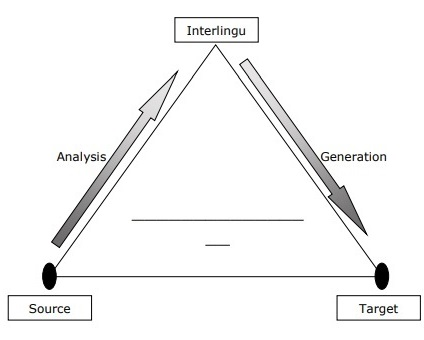 Interlingu
Analysis
Generation
Source
Target